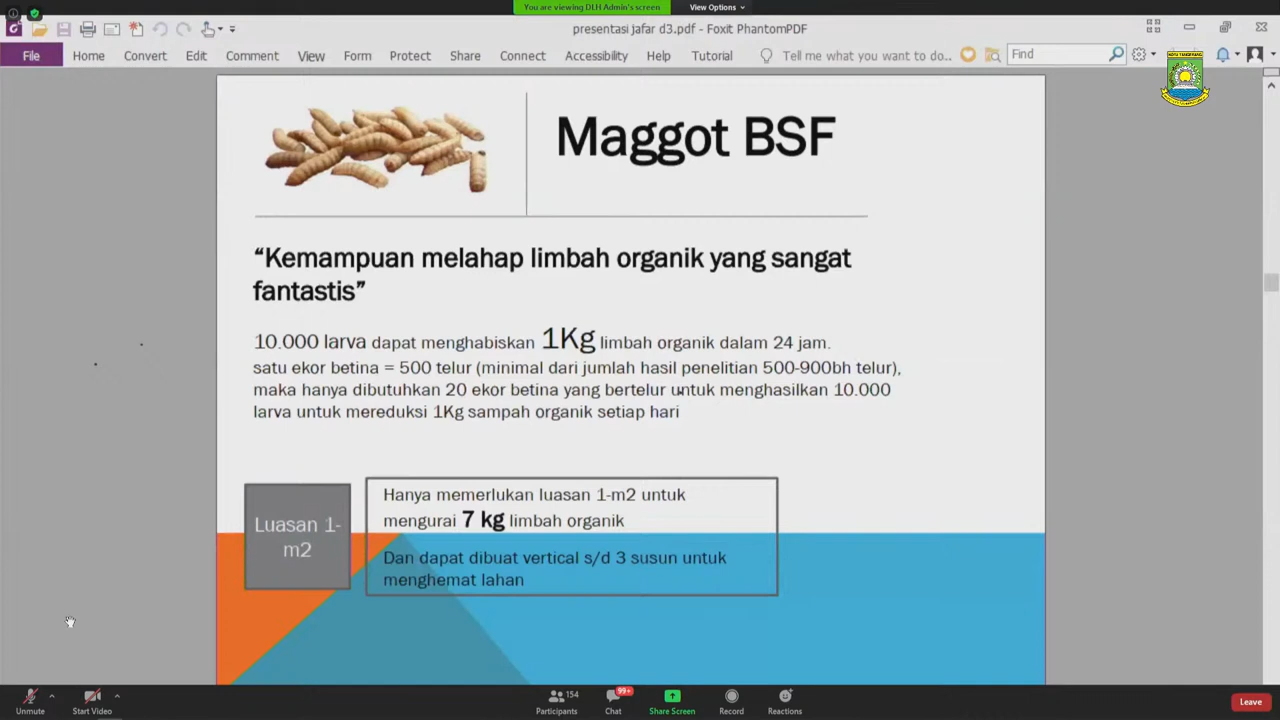 You are viewing DLH Admin's screen
View Options
presentasi jafar d3.pdf - Foxit PhantomPDF
File Home Convert Edit Comment View Form Protect Share Connect Accessibility Help Tutorial Tell me what you want to do.. Find
KOTA TANGERANG
Maggot BSF
“Kemampuan melahap limbah organik yang sangat
fantastis”
10.000 larva dapat menghabiskan 1Kg limbah organik dalam 24 jam.
satu ekor betina = 500 telur (minimal dari jumlah hasil penelitian 500-900bh telur),
maka hanya dibutuhkan 20 ekor betina yang bertelur untuk menghasilkan 10.000
larva untuk mereduksi 1Kg sampah organik setiap hari
Luasan 1-
m2
Hanya memerlukan luasan 1-m2 untuk
mengurai 7 kg limbah organik
Dan dapat dibuat vertical s/d 3 susun untuk
menghemat lahan
154
99+
Unmute Start Video Participants Chat Share Screen Record Reactions Leave